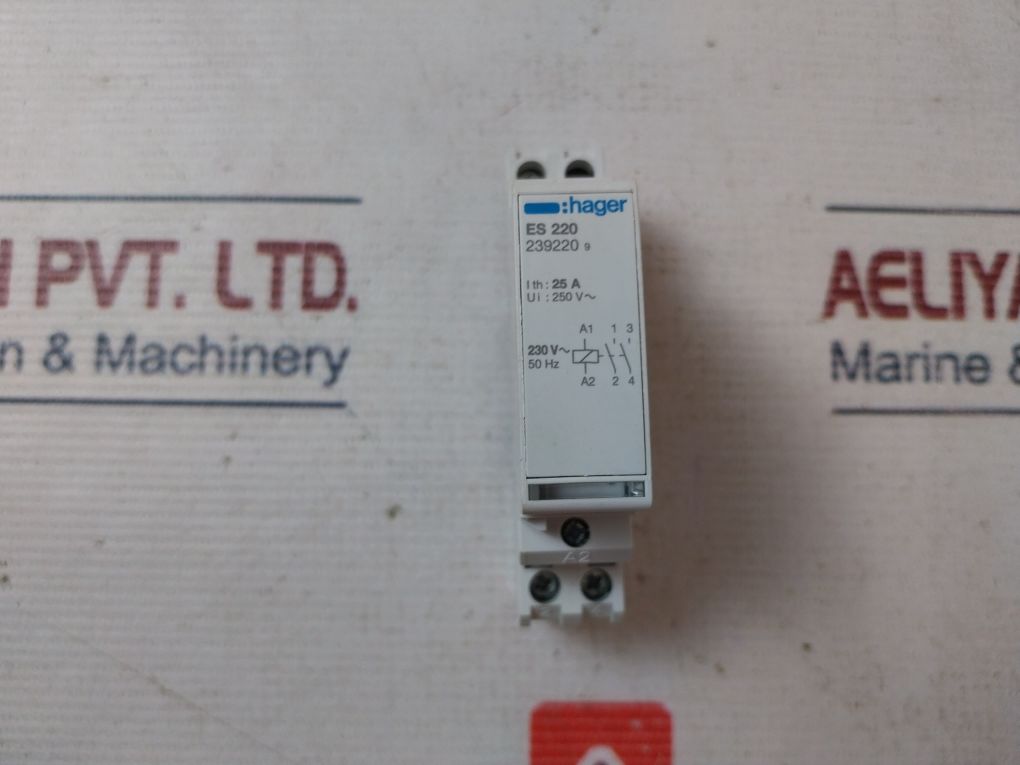 :hager
ES 220
239220 9
Ith : 25 A
Ui : 250 V~
A1 1 3
230 V~
50 Hz
A2 2 4
A2
PVT. LTD.
& Machinery
Marine &